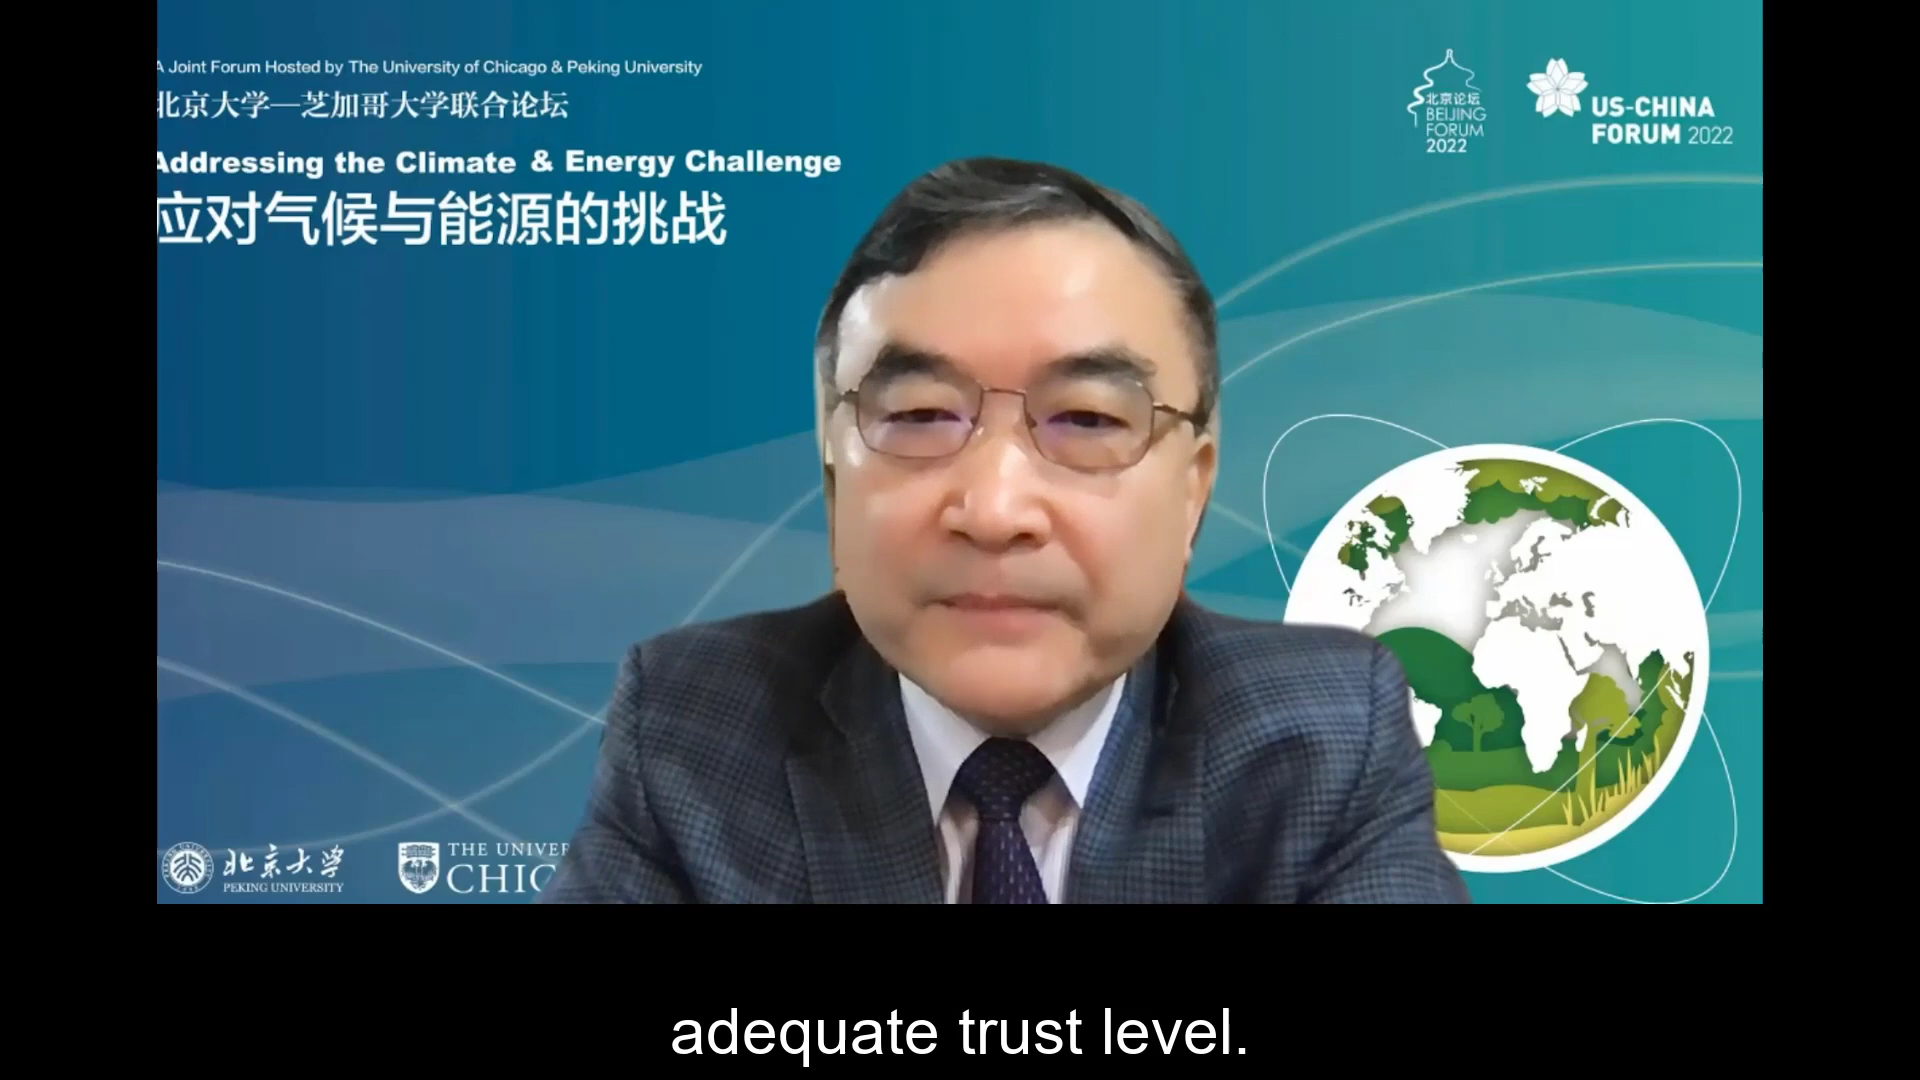 A Joint Forum Hosted by The University of Chicago & Peking University
北京大学—芝加哥大学联合论坛
Addressing the Climate & Energy Challenge
应对气候与能源的挑战
北京论坛
BEIJING
FORUM
2022
US-CHINA
FORUM 2022
北京大学
PEKING UNIVERSITY
THE UNIVER
CHIC
adequate trust level.